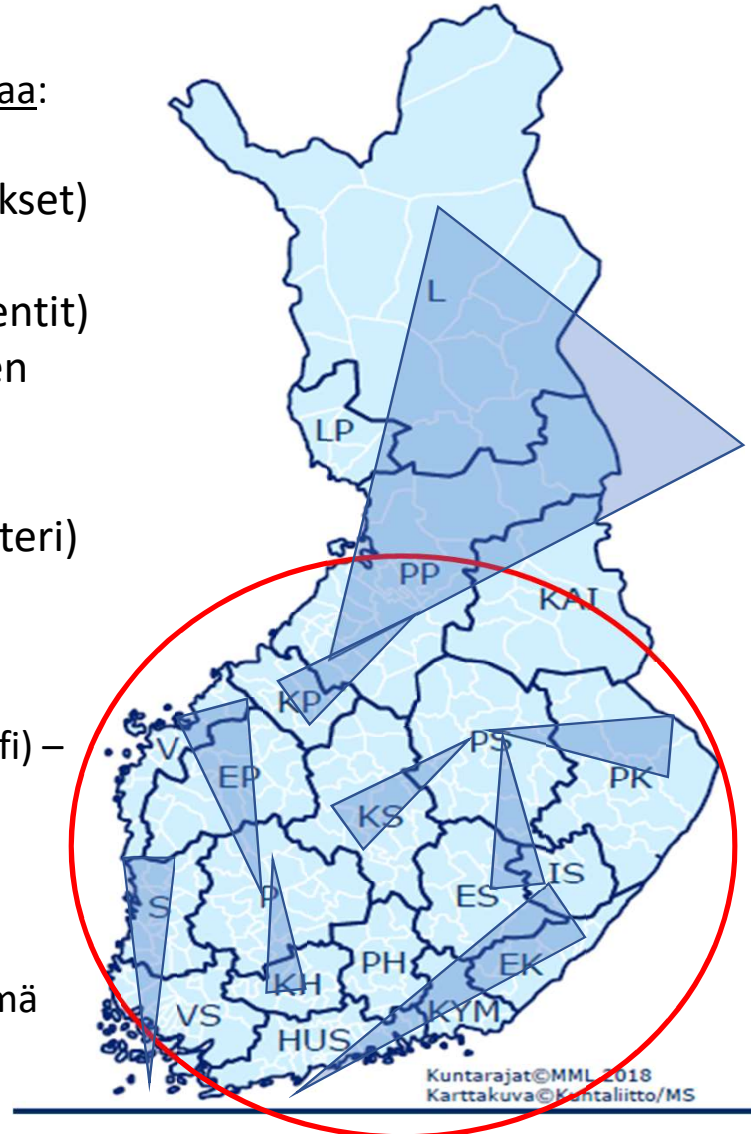 aa:
kset)
entit)
en
teri)
fi) –
mä
L
LP
PP
KAI
KP
V
EP
PS
PK
KS
S
P
ES
IS
PH
EK
KH
VS
KYM
HUS
Kuntarajat©MML 2018
Karttakuva©Kuntaliitto/MS